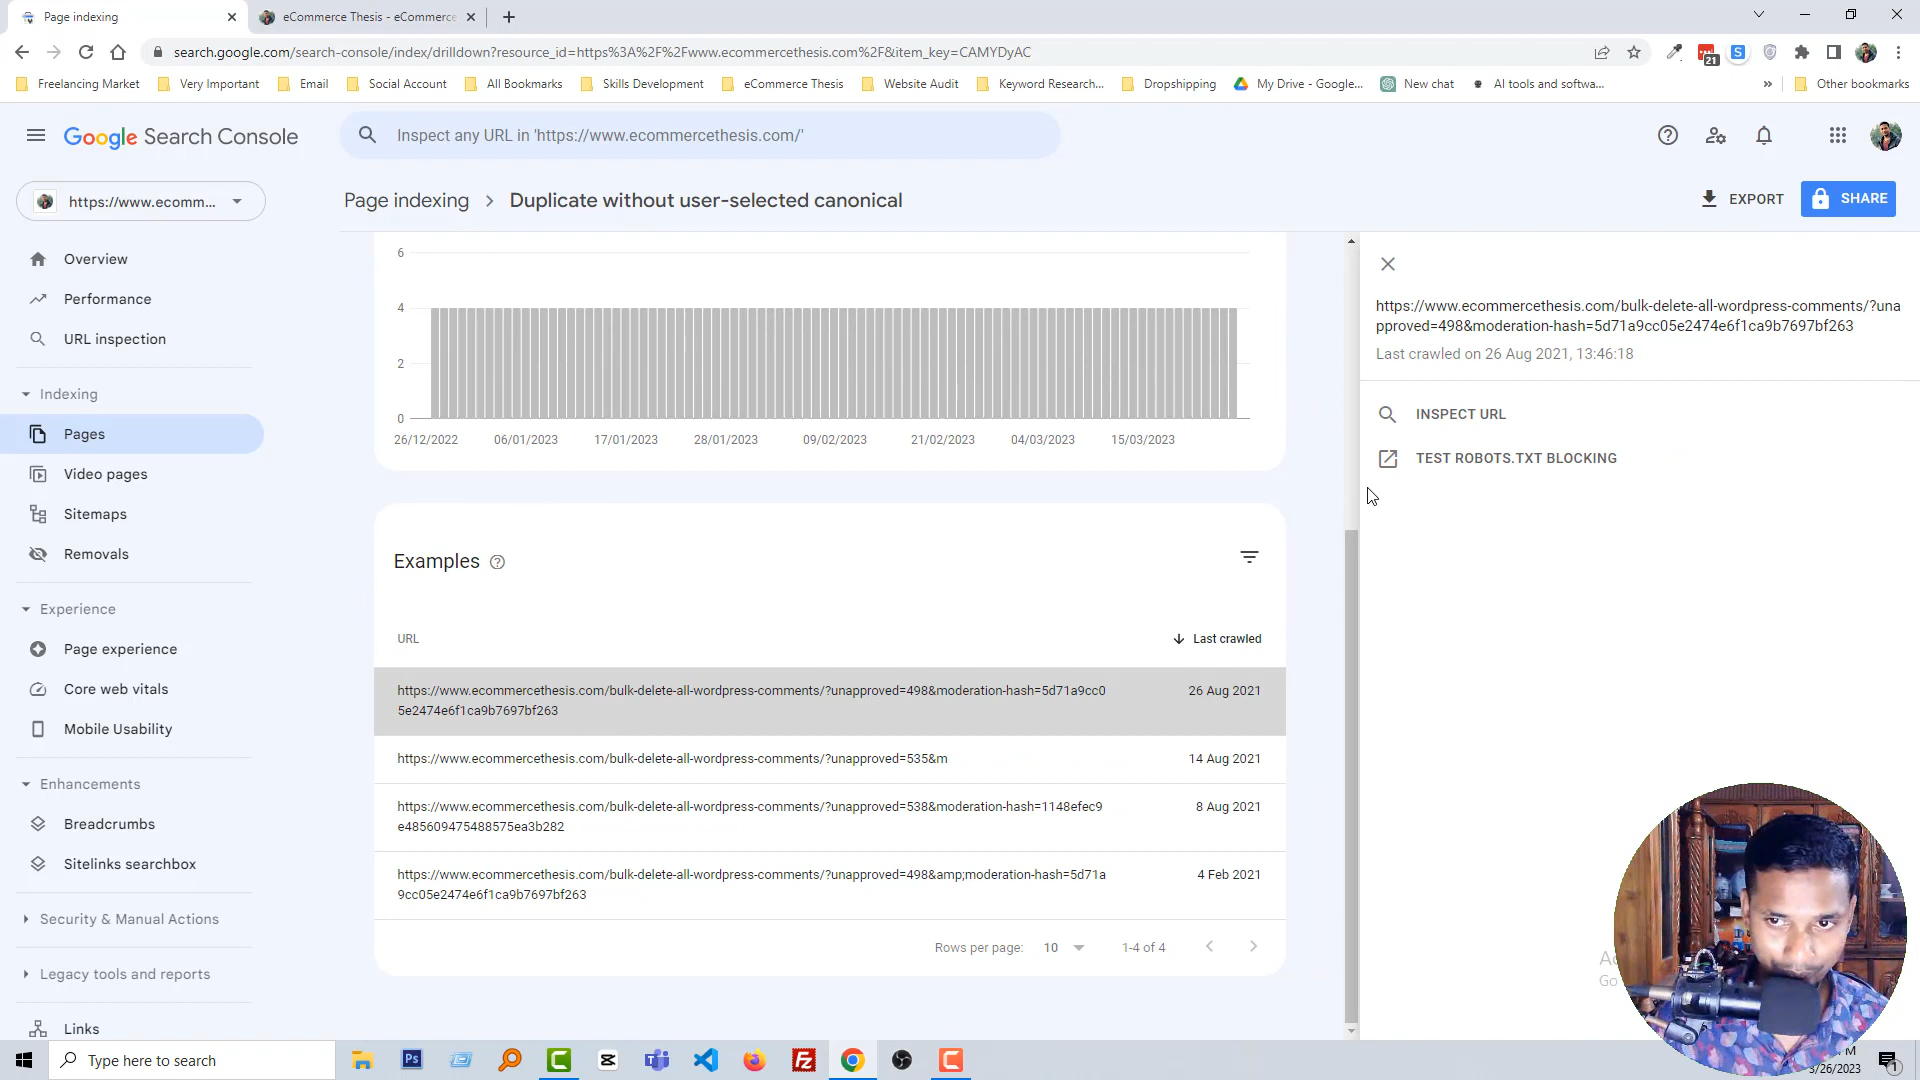 Page indexing
eCommerce Thesis - eCommerce
search.google.com/search-console/index/drilldown?resource_id=https%3A%2F%2Fwww.ecommercethesis.com%2F&item_key=CAMYDyAC
21
Freelancing Market
Very Important
Email
Social Account
All Bookmarks
Skills Development
eCommerce Thesis
Website Audit
Keyword Research...
Dropshipping
My Drive - Google...
New chat
AI tools and softwa...
»
Other bookmarks
Google Search Console
Inspect any URL in 'https://www.ecommercethesis.com/'
https://www.ecomm...
Page indexing > Duplicate without user-selected canonical
EXPORT
SHARE
Overview
Performance
URL inspection
Indexing
Pages
Video pages
Sitemaps
Removals
Experience
Page experience
Core web vitals
Mobile Usability
Enhancements
Breadcrumbs
Sitelinks searchbox
Security & Manual Actions
Legacy tools and reports
Links
6
4
2
0
26/12/2022 06/01/2023 17/01/2023 28/01/2023 09/02/2023 21/02/2023 04/03/2023 15/03/2023
Examples
URL
Last crawled
https://www.ecommercethesis.com/bulk-delete-all-wordpress-comments/?unapproved=498&moderation-hash=5d71a9cc0
5e2474e6f1ca9b7697bf263
26 Aug 2021
https://www.ecommercethesis.com/bulk-delete-all-wordpress-comments/?unapproved=535&m
14 Aug 2021
https://www.ecommercethesis.com/bulk-delete-all-wordpress-comments/?unapproved=538&moderation-hash=1148efec9
e485609475488575ea3b282
8 Aug 2021
https://www.ecommercethesis.com/bulk-delete-all-wordpress-comments/?unapproved=498&amp;moderation-hash=5d71a
9cc05e2474e6f1ca9b7697bf263
4 Feb 2021
Rows per page: 10
1-4 of 4
https://www.ecommercethesis.com/bulk-delete-all-wordpress-comments/?una
pproved=498&moderation-hash=5d71a9cc05e2474e6f1ca9b7697bf263
Last crawled on 26 Aug 2021, 13:46:18
INSPECT URL
TEST ROBOTS.TXT BLOCKING
Go
Type here to search
Ps
Fz
3/26/2023
1